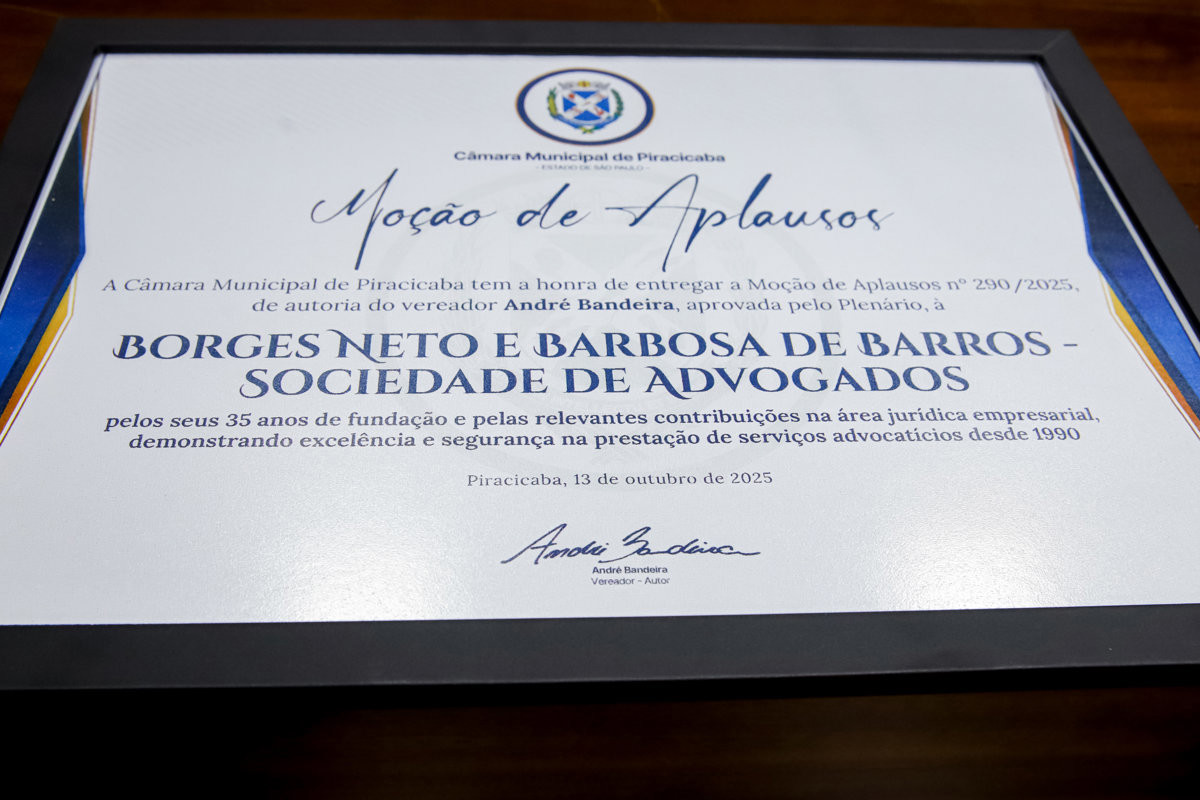 Câmara Municipal de Piracicaba
- ESTADO DE SÃO PAULO -
Moção de Aplausos
A Câmara Municipal de Piracicaba tem a honra de entregar a Moção de Aplausos nº 290/2025,
de autoria do vereador André Bandeira, aprovada pelo Plenário, à
BORGES NETO E BARBOSA DE BARROS -
SOCIEDADE DE ADVOGADOS
pelos seus 35 anos de fundação e pelas relevantes contribuições na área jurídica empresarial,
demonstrando excelência e segurança na prestação de serviços advocatícios desde 1990
Piracicaba, 13 de outubro de 2025
André Bandeira
André Bandeira
Vereador - Autor